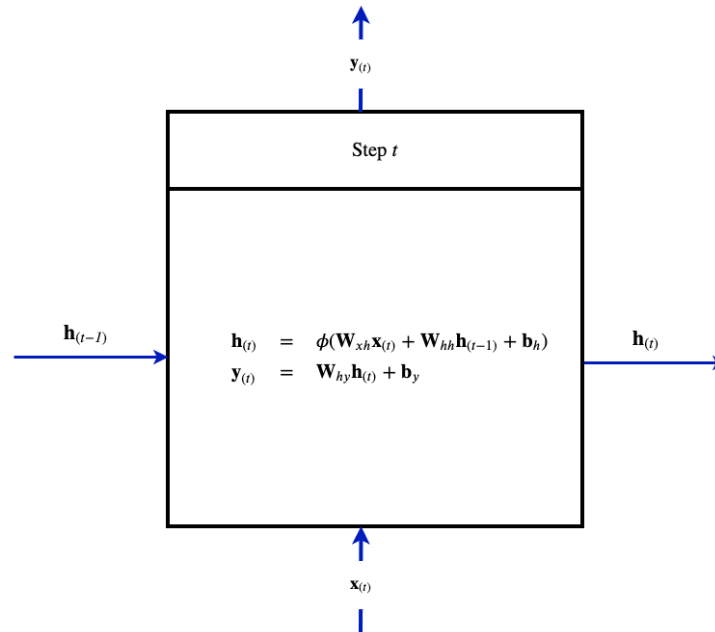 𝐲(t)
Step t
𝐡(t−1)
𝐡(t) = ϕ(𝐖xh𝐱(t) + 𝐖hh𝐡(t−1) + 𝐛h)
𝐲(t) = 𝐖hy𝐡(t) + 𝐛y
𝐡(t)
𝐱(t)